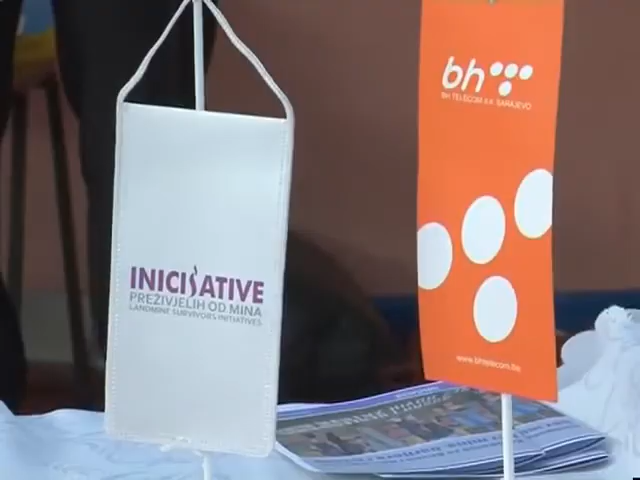 INICIJATIVE
PREŽIVJELIH OD MINA
LANDMINE SURVIVORS INITIATIVES
bh
BH TELECOM d.d. SARAJEVO
www.bhtelecom.ba